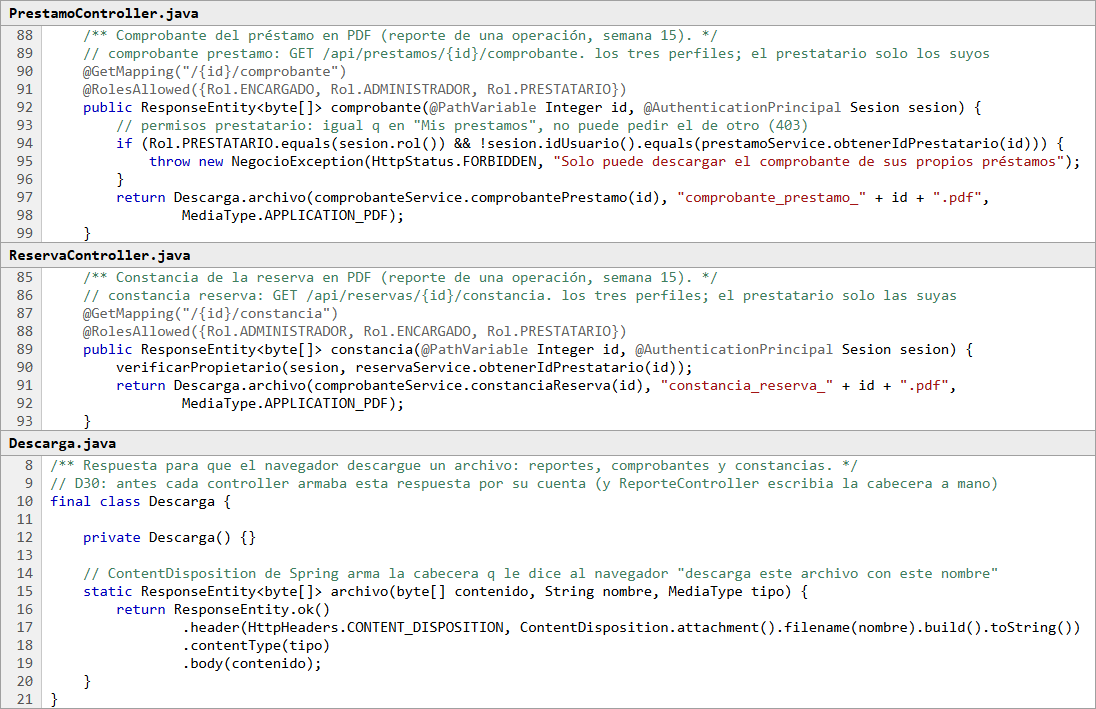 PrestamoController.java
88     /** Comprobante del préstamo en PDF (reporte de una operación, semana 15). */
89     // comprobante prestamo: GET /api/prestamos/{id}/comprobante. los tres perfiles; el prestatario solo los suyos
90     @GetMapping("/{id}/comprobante")
91     @RolesAllowed({Rol.ENCARGADO, Rol.ADMINISTRADOR, Rol.PRESTATARIO})
92     public ResponseEntity<byte[]> comprobante(@PathVariable Integer id, @AuthenticationPrincipal Sesion sesion) {
93         // permisos prestatario: igual q en "Mis prestamos", no puede pedir el de otro (403)
94         if (Rol.PRESTATARIO.equals(sesion.rol()) && !sesion.idUsuario().equals(prestamoService.obtenerIdPrestatario(id))) {
95             throw new NegocioException(HttpStatus.FORBIDDEN, "Solo puede descargar el comprobante de sus propios préstamos");
96         }
97         return Descarga.archivo(comprobanteService.comprobantePrestamo(id), "comprobante_prestamo_" + id + ".pdf",
98                 MediaType.APPLICATION_PDF);
99     }
ReservaController.java
85     /** Constancia de la reserva en PDF (reporte de una operación, semana 15). */
86     // constancia reserva: GET /api/reservas/{id}/constancia. los tres perfiles; el prestatario solo las suyas
87     @GetMapping("/{id}/constancia")
88     @RolesAllowed({Rol.ADMINISTRADOR, Rol.ENCARGADO, Rol.PRESTATARIO})
89     public ResponseEntity<byte[]> constancia(@PathVariable Integer id, @AuthenticationPrincipal Sesion sesion) {
90         verificarPropietario(sesion, reservaService.obtenerIdPrestatario(id));
91         return Descarga.archivo(comprobanteService.constanciaReserva(id), "constancia_reserva_" + id + ".pdf",
92                 MediaType.APPLICATION_PDF);
93     }
Descarga.java
8 /** Respuesta para que el navegador descargue un archivo: reportes, comprobantes y constancias. */
9 // D30: antes cada controller armaba esta respuesta por su cuenta (y ReporteController escribia la cabecera a mano)
10 final class Descarga {
11
12     private Descarga() {}
13
14     // ContentDisposition de Spring arma la cabecera q le dice al navegador "descarga este archivo con este nombre"
15     static ResponseEntity<byte[]> archivo(byte[] contenido, String nombre, MediaType tipo) {
16         return ResponseEntity.ok()
17                 .header(HttpHeaders.CONTENT_DISPOSITION, ContentDisposition.attachment().filename(nombre).build().toString())
18                 .contentType(tipo)
19                 .body(contenido);
20     }
21 }